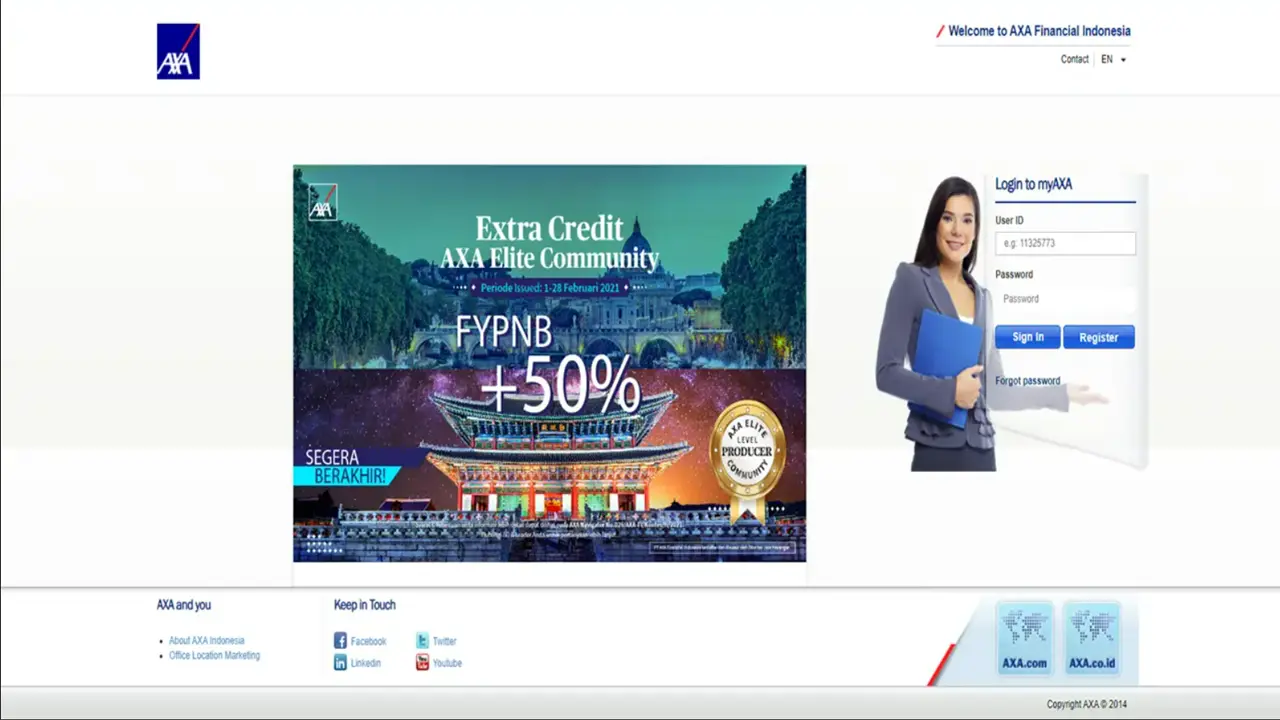 AXA
Welcome to AXA Financial Indonesia
Contact
EN
AXA
Extra Credit
AXA Elite Community
Periode Issued: 1-28 Februari 2021
FYPNB
+50%
SEGERA
BERAKHIR!
AXA ELITE
LEVEL
PRODUCER
COMMUNITY
Login to myAXA
User ID
e.g: 11325773
Password
Password
Sign In
Register
Forgot password
AXA and you
About AXA Indonesia
Office Location Marketing
Keep in Touch
Facebook
Twitter
Linkedin
Youtube
AXA.com
AXA.co.id
Copyright AXA © 2014